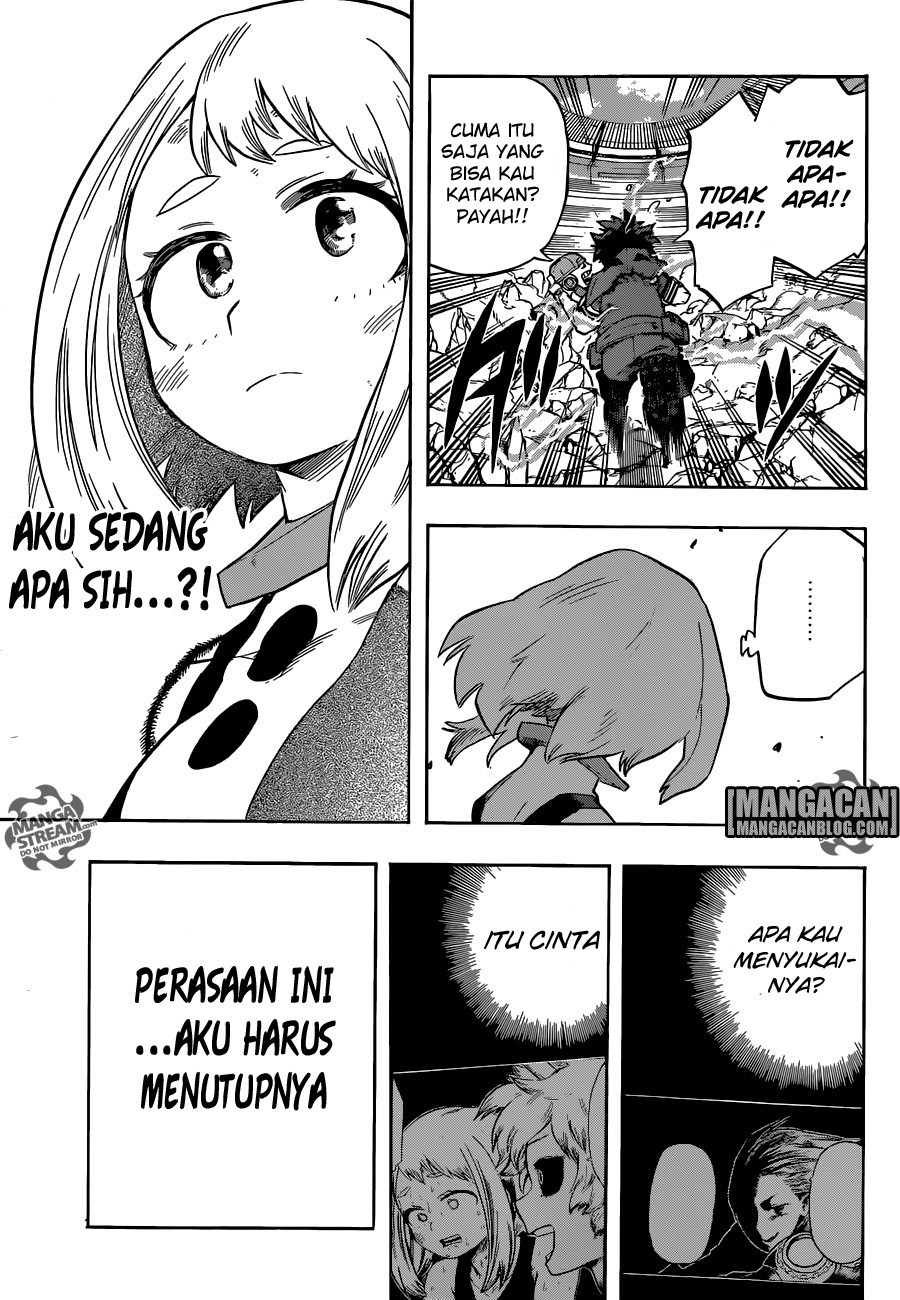 TIDAK
APA-
APA!!
TIDAK
APA!!
CUMA ITU
SAJA YANG
BISA KAU
KATAKAN?
PAYAH!!
..........
AKU SEDANG
APA SIH...?!
MANGA
STREAM.com
DO NOT MIRROR!
[MANGACAN]
MANGACANBLOG.COM
APA KAU
MENYUKAI-
NYA?
ITU CINTA
PERASAAN INI
...AKU HARUS
MENUTUPNYA